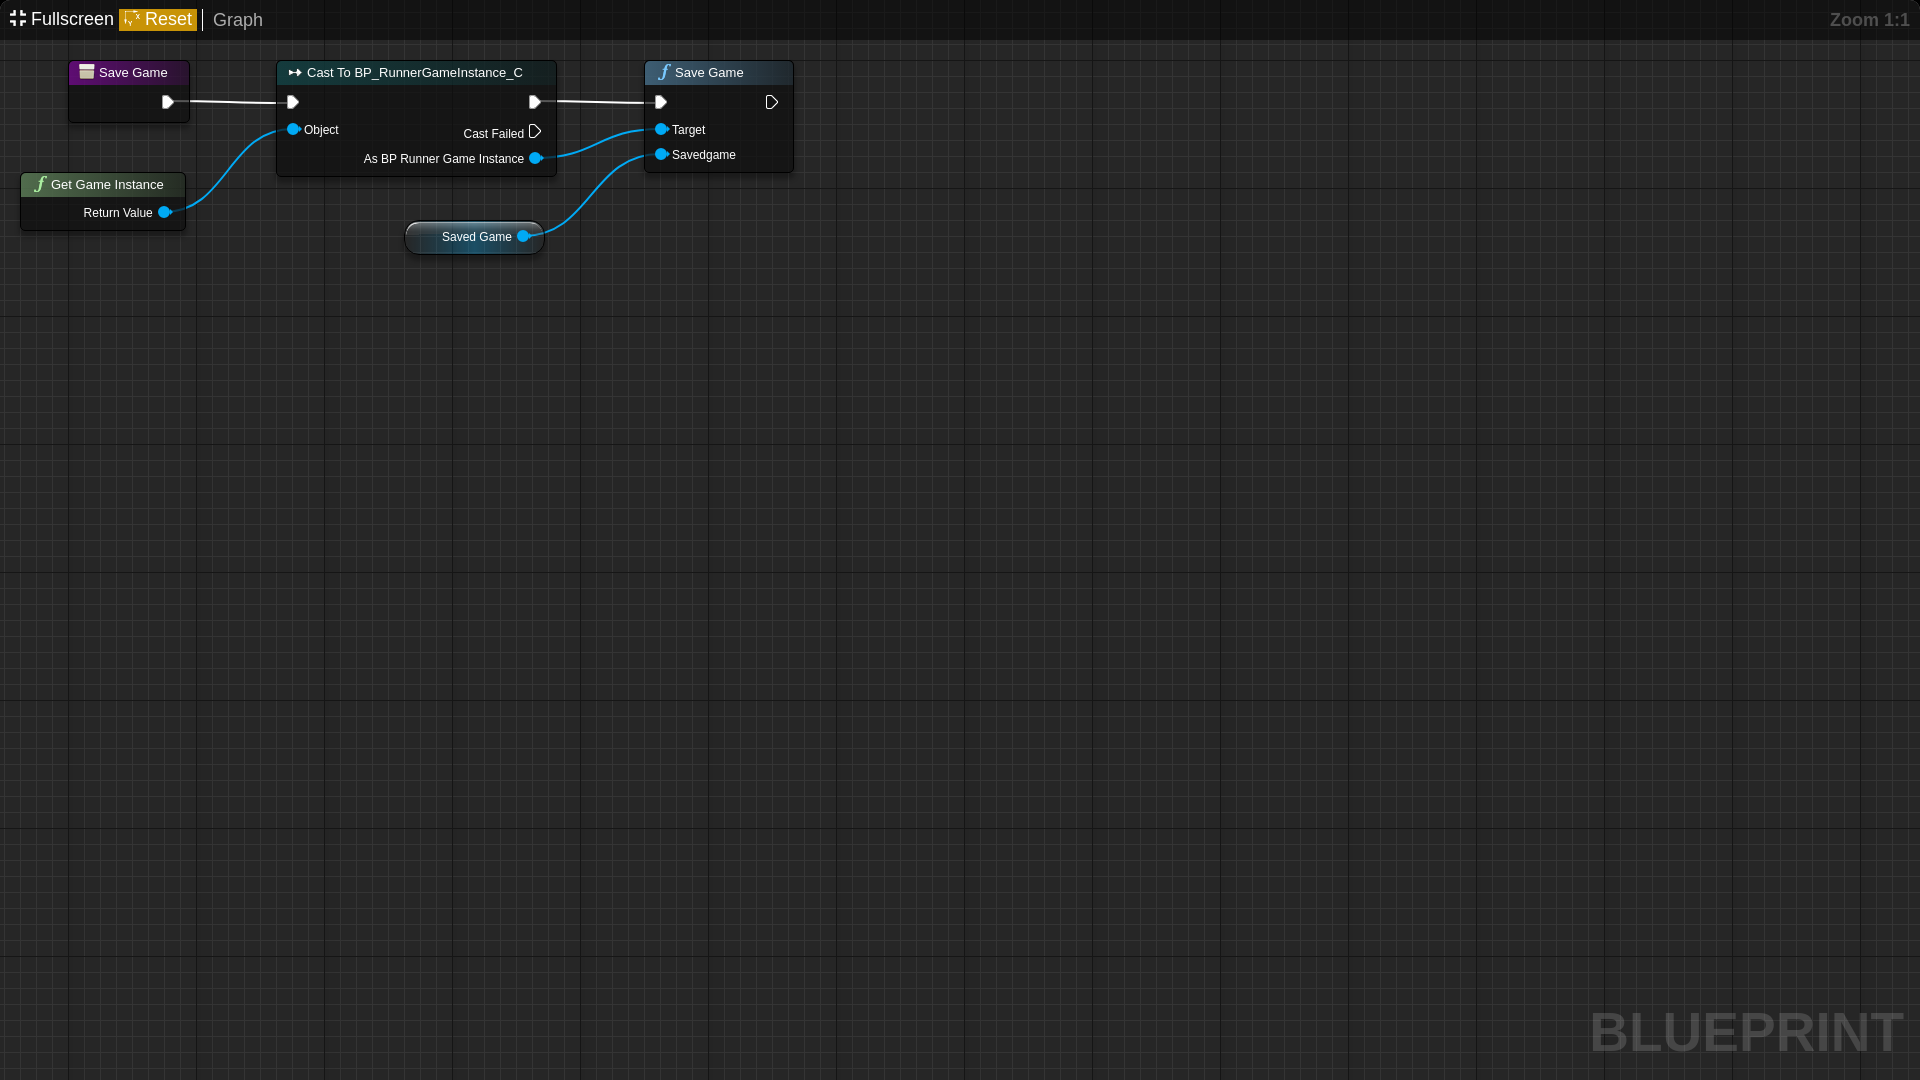 Fullscreen Reset Graph Zoom 1:1
Save Game
Cast To BP_RunnerGameInstance_C
Object
Cast Failed
As BP Runner Game Instance
Save Game
Target
Savedgame
Get Game Instance
Return Value
Saved Game
BLUEPRINT